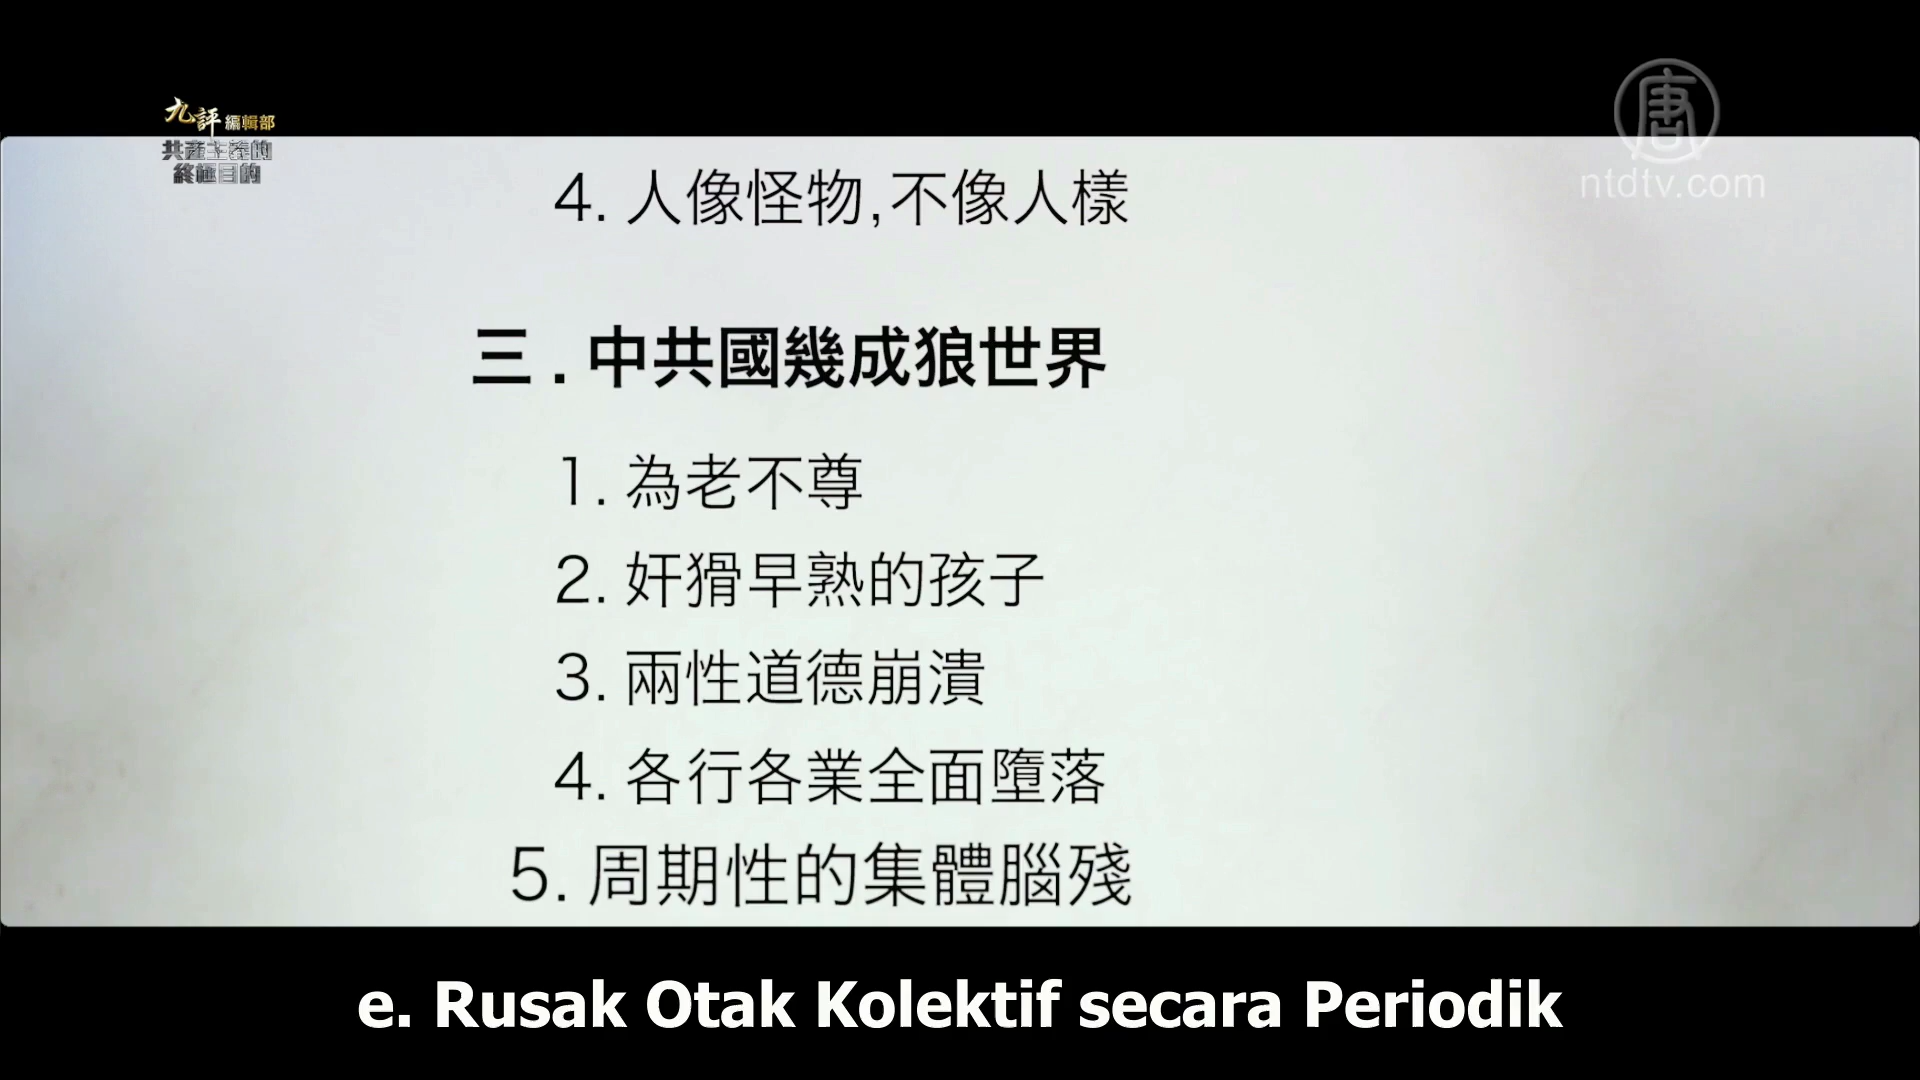 九評編輯部
共產主義的
終極目的
唐
ntdtv.com
4. 人像怪物,不像人樣
三 . 中共國幾成狼世界
1. 為老不尊
2. 奸猾早熟的孩子
3. 兩性道德崩潰
4. 各行各業全面墮落
5. 周期性的集體腦殘
e. Rusak Otak Kolektif secara Periodik